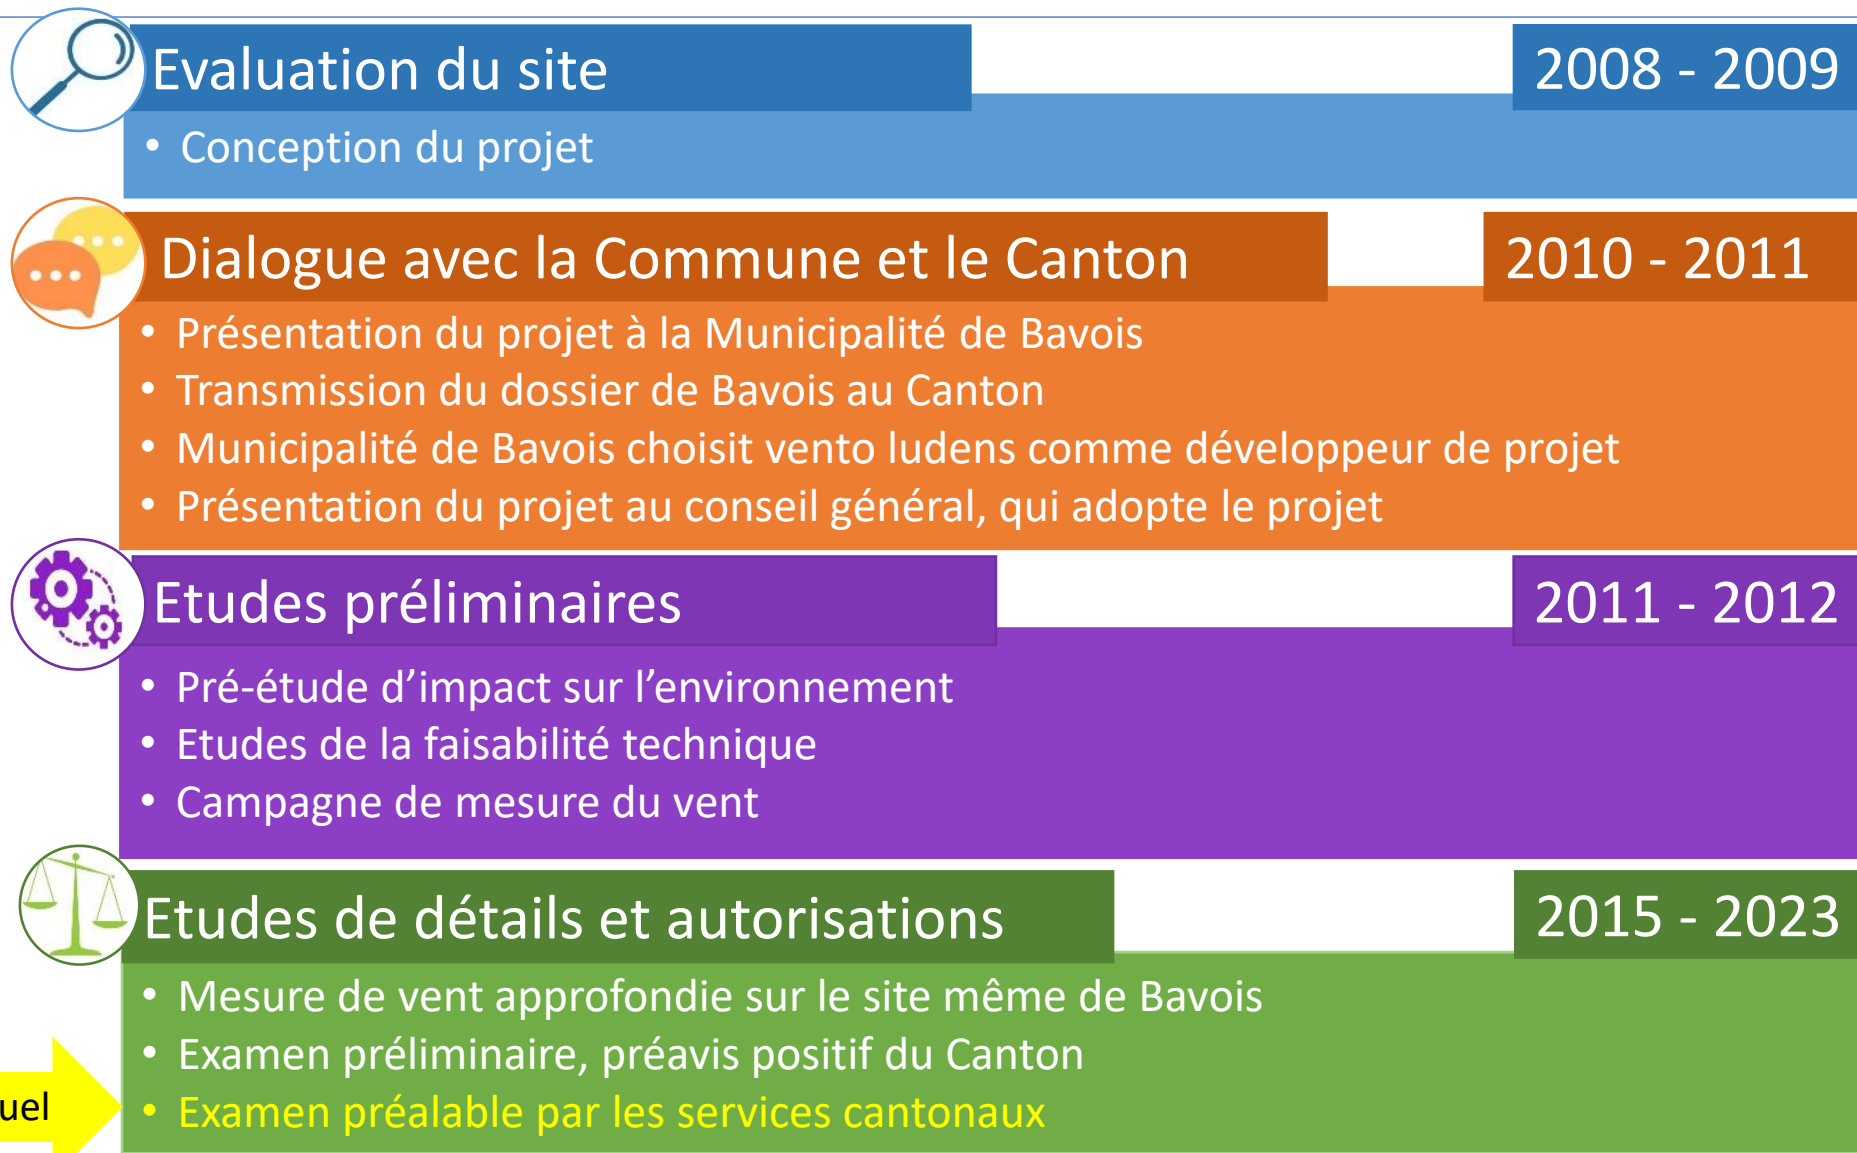 Evaluation du site
2008 - 2009
• Conception du projet
Dialogue avec la Commune et le Canton
2010 - 2011
• Présentation du projet à la Municipalité de Bavois
• Transmission du dossier de Bavois au Canton
• Municipalité de Bavois choisit vento ludens comme développeur de projet
• Présentation du projet au conseil général, qui adopte le projet
Etudes préliminaires
2011 - 2012
• Pré-étude d’impact sur l’environnement
• Etudes de la faisabilité technique
• Campagne de mesure du vent
Etudes de détails et autorisations
2015 - 2023
• Mesure de vent approfondie sur le site même de Bavois
• Examen préliminaire, préavis positif du Canton
uel
• Examen préalable par les services cantonaux